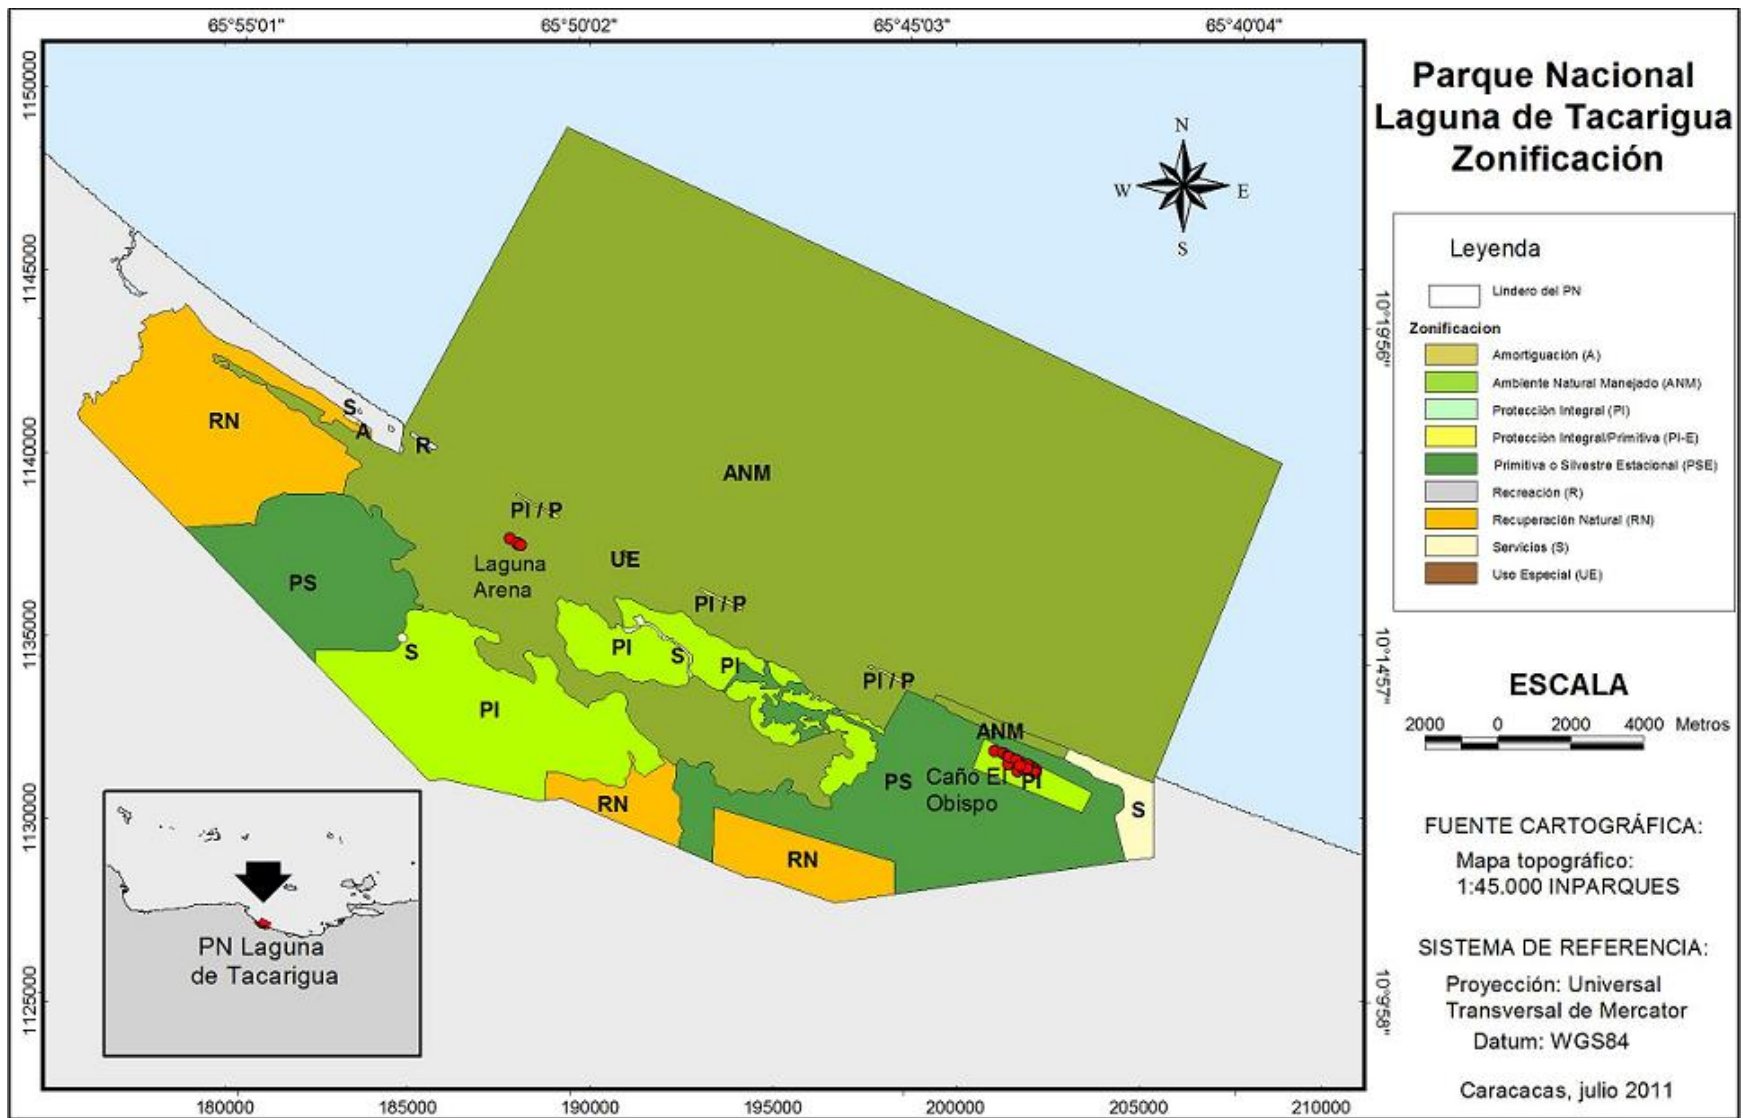 65°55'01"
65°50'02"
65°45'03"
65°40'04"
1150000
1145000
1140000
1135000
1130000
1125000
10°19'56"
10°14'57"
10°9'58"
180000
185000
190000
195000
200000
205000
210000
N
W
E
S
RN
S
A
R
ANM
PI / P
Laguna
Arena
UE
PS
PI / P
S
PI
S
PI
PI
PI / P
ANM
PS
Caño El
Obispo
PI
S
RN
RN
PN Laguna
de Tacarigua
Parque Nacional
Laguna de Tacarigua
Zonificación
Leyenda
Lindero del PN
Zonificacion
Amortiguación (A)
Ambiente Natural Manejado (ANM)
Protecciòn Integral (PI)
Protecciòn Integral/Primitiva (PI-E)
Primitiva o Silvestre Estacional (PSE)
Recreación (R)
Recuperación Natural (RN)
Servicios (S)
Uso Especial (UE)
ESCALA
2000 0 2000 4000 Metros
FUENTE CARTOGRÁFICA:
Mapa topográfico:
1:45.000 INPARQUES
SISTEMA DE REFERENCIA:
Proyección: Universal
Transversal de Mercator
Datum: WGS84
Caracacas, julio 2011